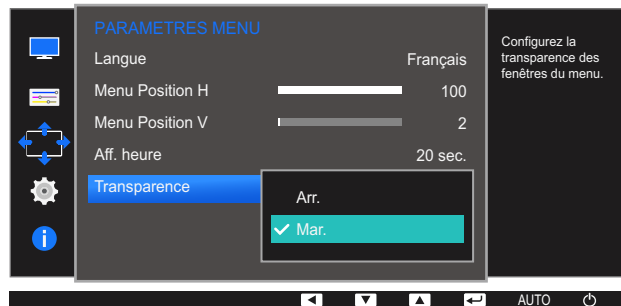 PARAMETRES MENU
Langue Français
Menu Position H 100
Menu Position V 2
Aff. heure 20 sec.
Transparence
Arr.
Mar.
Configurez la
transparence des
fenêtres du menu.
AUTO